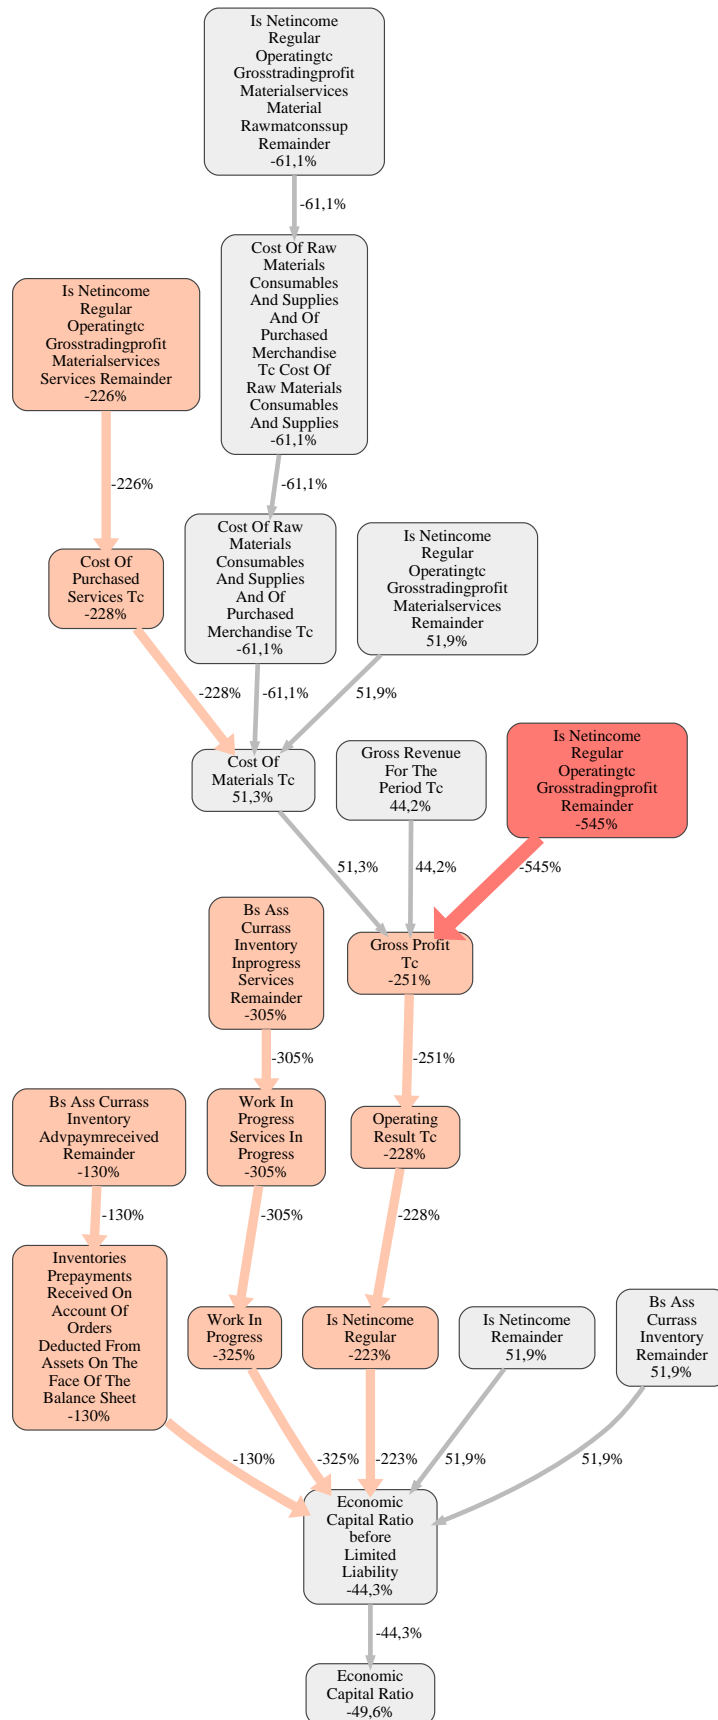 Is Netincome
Regular
Operatingtc
Grosstradingprofit
Materialservices
Material
Rawmatconssup
Remainder
-61,1%
-61,1%
Cost Of Raw
Materials
Consumables
And Supplies
And Of
Purchased
Merchandise
Tc Cost Of
Raw Materials
Consumables
And Supplies
-61,1%
Is Netincome
Regular
Operatingtc
Grosstradingprofit
Materialservices
Services Remainder
-226%
-226%
-61,1%
Cost Of Raw
Materials
Consumables
And Supplies
And Of
Purchased
Merchandise Tc
-61,1%
Is Netincome
Regular
Operatingtc
Grosstradingprofit
Materialservices
Remainder
51,9%
Cost Of
Purchased
Services Tc
-228%
-228%
-61,1%
51,9%
Cost Of
Materials Tc
51,3%
Gross Revenue
For The
Period Tc
44,2%
Is Netincome
Regular
Operatingtc
Grosstradingprofit
Remainder
-545%
51,3%
44,2%
-545%
Bs Ass
Currass
Inventory
Inprogress
Services
Remainder
-305%
Gross Profit
Tc
-251%
-305%
-251%
Bs Ass Currass
Inventory
Advpaymreceived
Remainder
-130%
Work In
Progress
Services In
Progress
-305%
Operating
Result Tc
-228%
-130%
-305%
-228%
Inventories
Prepayments
Received On
Account Of
Orders
Deducted From
Assets On The
Face Of The
Balance Sheet
-130%
Work In
Progress
-325%
Is Netincome
Regular
-223%
Is Netincome
Remainder
51,9%
Bs Ass
Currass
Inventory
Remainder
51,9%
-130%
-325%
-223%
51,9%
51,9%
Economic
Capital Ratio
before
Limited
Liability
-44,3%
-44,3%
Economic
Capital Ratio
-49,6%